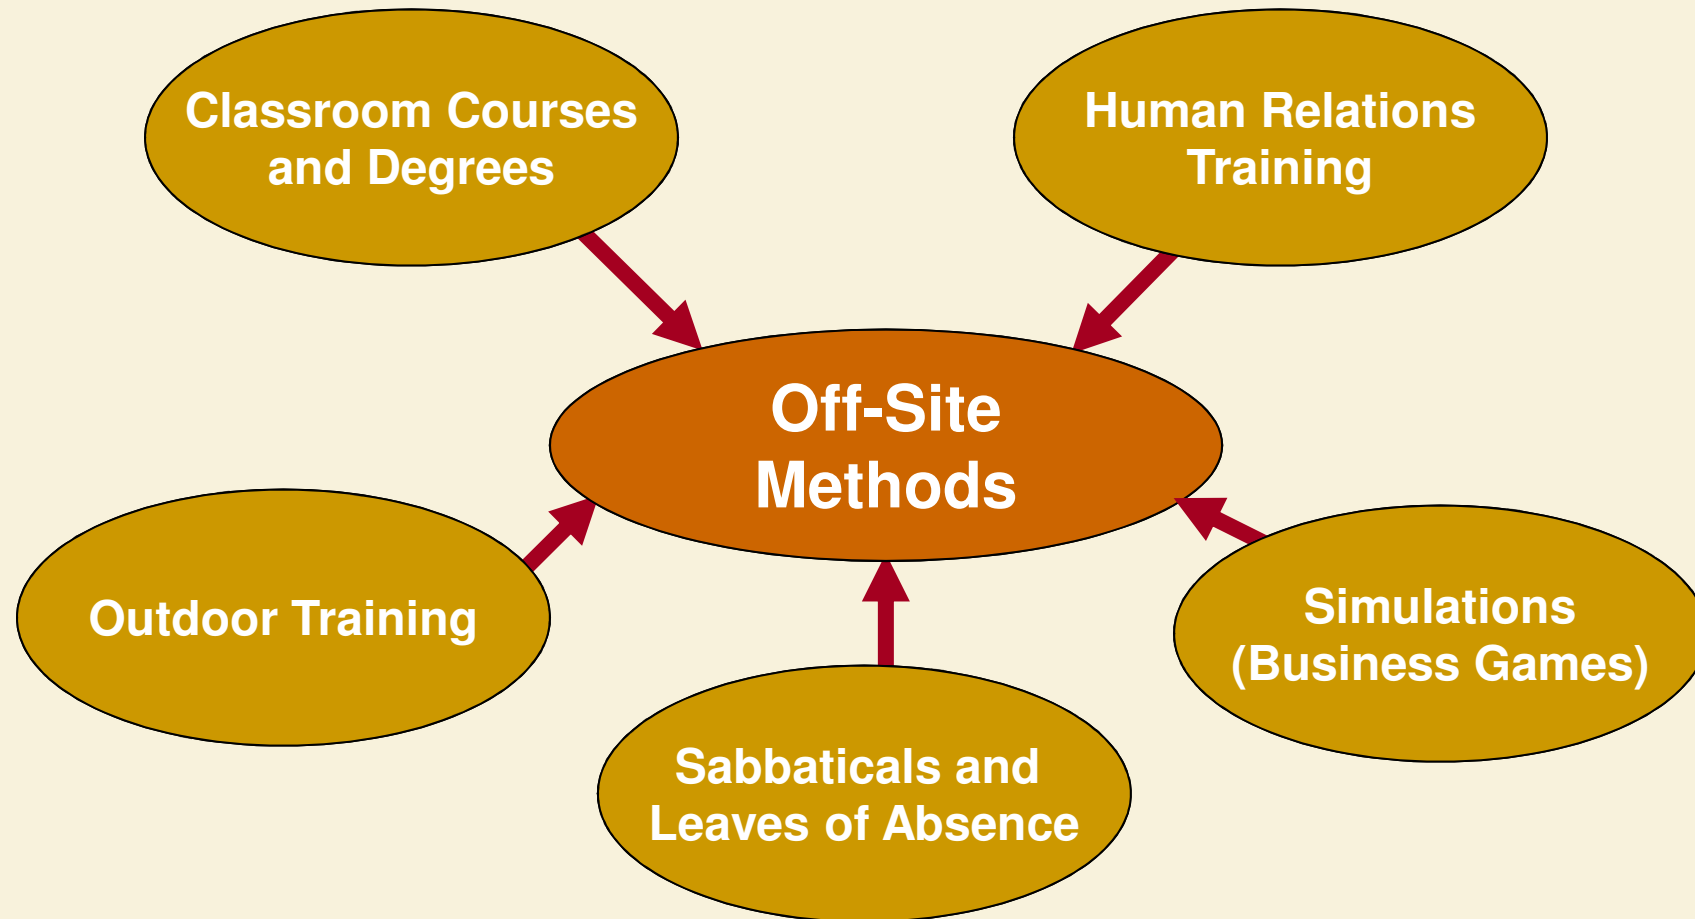 Classroom Courses
and Degrees
Human Relations
Training
Off-Site
Methods
Outdoor Training
Simulations
(Business Games)
Sabbaticals and
Leaves of Absence